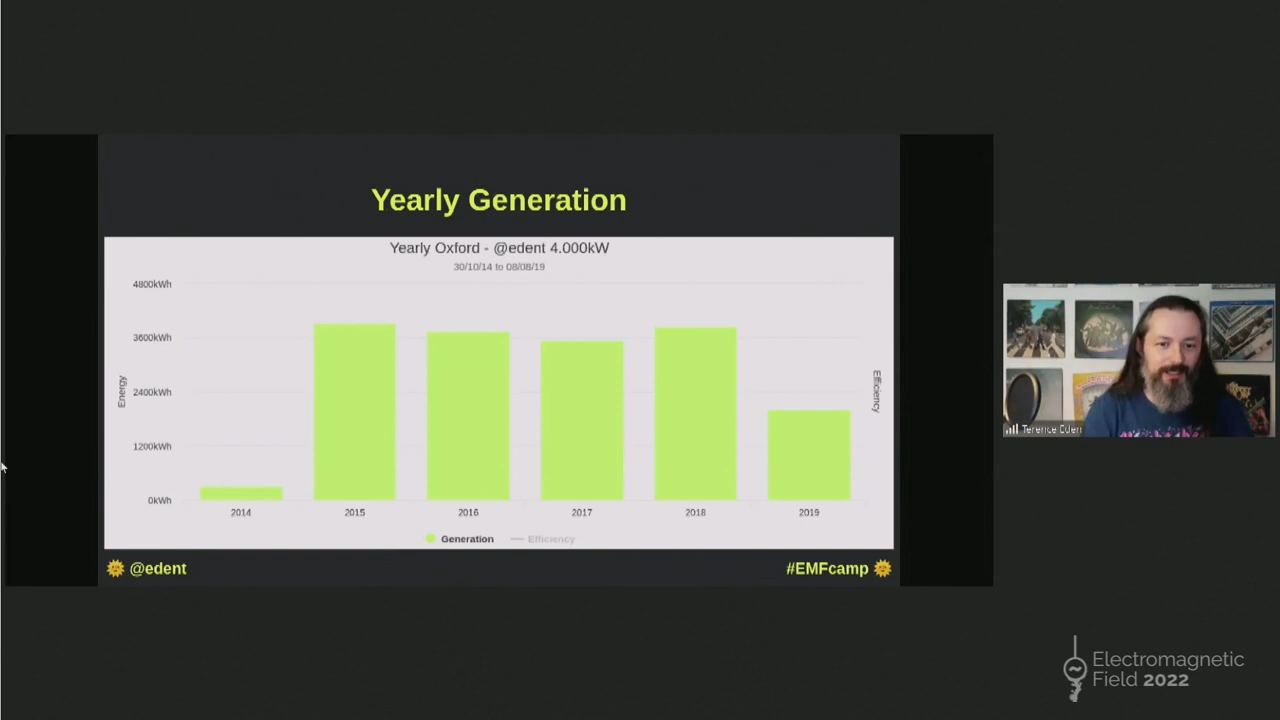 Yearly Generation
Yearly Oxford - @edent 4.000kW
30/10/14 to 08/08/19
4800kWh
3600kWh
2400kWh
1200kWh
0kWh
Energy
Efficiency
2014 2015 2016 2017 2018 2019
Generation Efficiency
@edent
#EMFcamp
Terence Eden
Electromagnetic
Field 2022